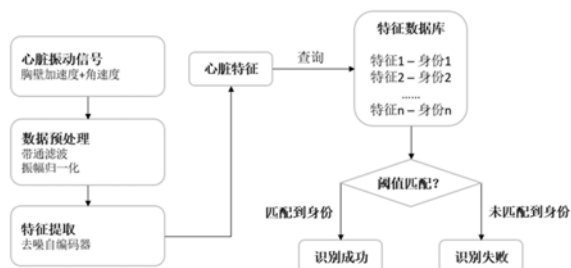 心脏振动信号
胸壁加速度+角速度
数据预处理
带通滤波
振幅归一化
特征提取
去噪自编码器
心脏特征
查询
特征数据库
特征1 – 身份1
特征2 – 身份2
……
特征n – 身份n
阈值匹配?
匹配到身份
未匹配到身份
识别成功
识别失败